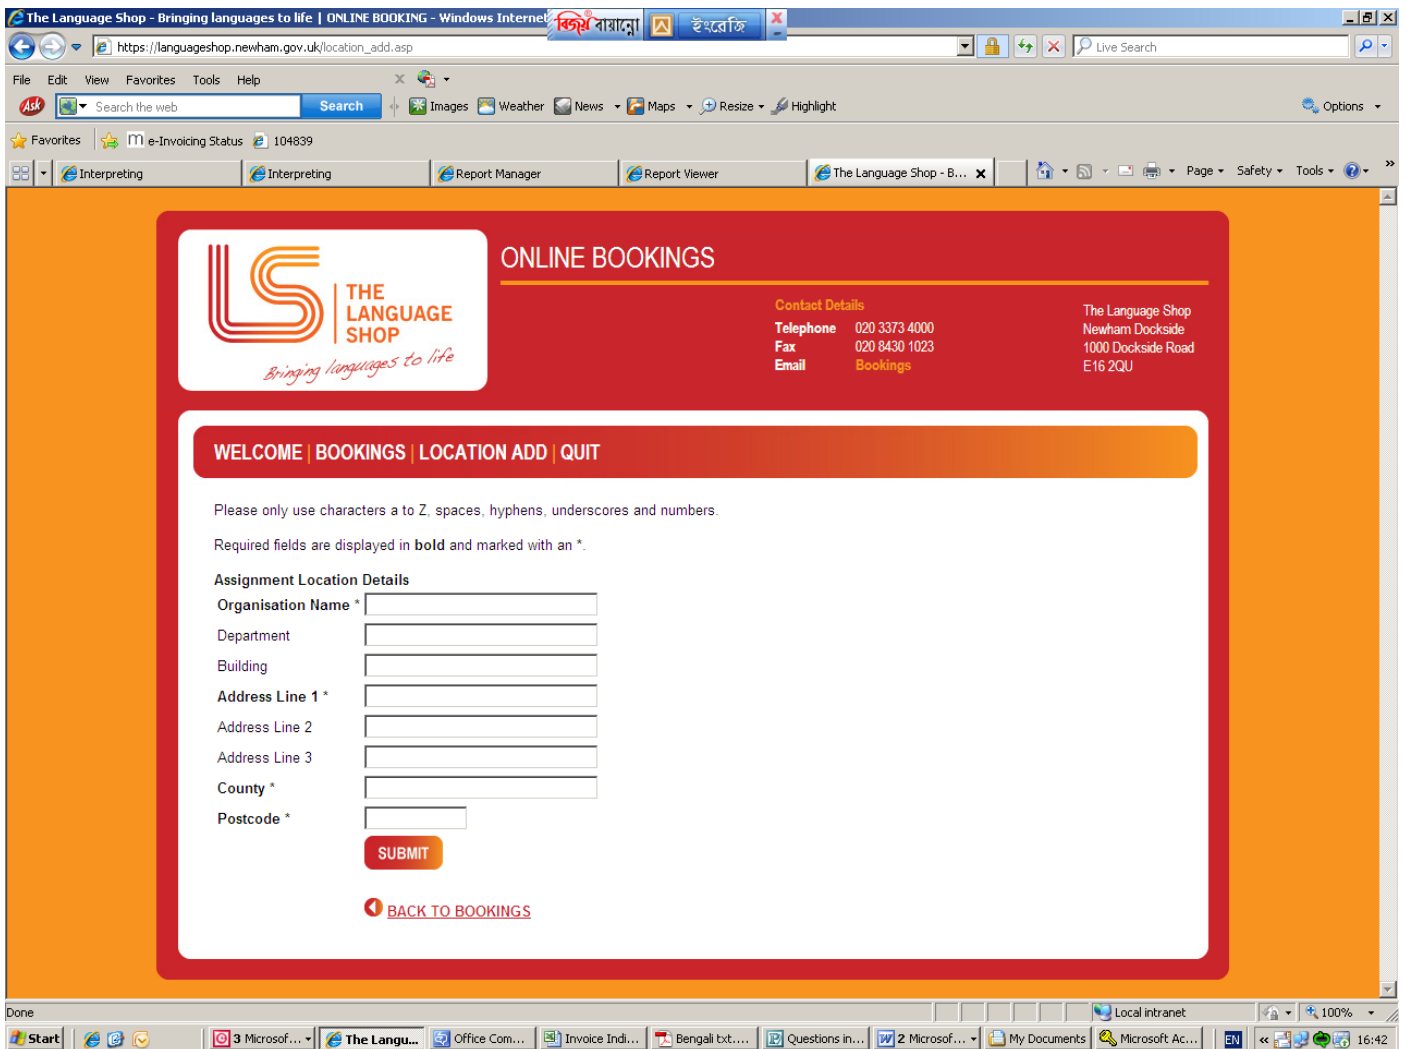 The Language Shop - Bringing languages to life | ONLINE BOOKING - Windows Internet
বিজয়® বায়ান্নো ইংরেজি
https://languageshop.newham.gov.uk/location_add.asp
Live Search
File Edit View Favorites Tools Help
Ask Search the web Search Images Weather News Maps Resize Highlight Options
Favorites m e-Invoicing Status 104839
Interpreting Interpreting Report Manager Report Viewer The Language Shop - B... Page Safety Tools
ONLINE BOOKINGS
LS THE
LANGUAGE
SHOP
Bringing languages to life
Contact Details
Telephone 020 3373 4000
Fax 020 8430 1023
Email Bookings
The Language Shop
Newham Dockside
1000 Dockside Road
E16 2QU
WELCOME | BOOKINGS | LOCATION ADD | QUIT
Please only use characters a to Z, spaces, hyphens, underscores and numbers.
Required fields are displayed in bold and marked with an *.
Assignment Location Details
Organisation Name *
Department
Building
Address Line 1 *
Address Line 2
Address Line 3
County *
Postcode *
SUBMIT
BACK TO BOOKINGS
Done Local intranet 100%
Start 3 Microsof... The Langu... Office Com... Invoice Indi... Bengali txt.... Questions in... 2 Microsof... My Documents Microsoft Ac... EN « 16:42